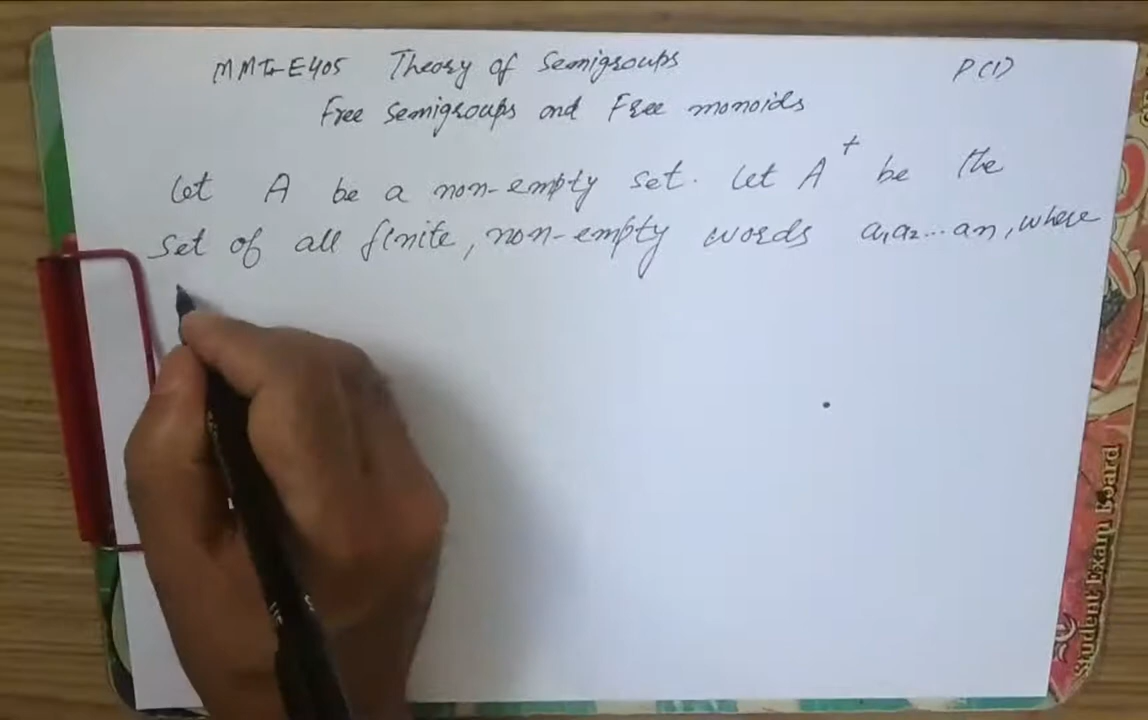 MMT-E405 Theory of Semigroups P(1)
Free Semigroups and Free monoids
Let A be a non-empty set. Let A⁺ be the
set of all finite, non-empty words a₁a₂...an, where
Student Exam Board